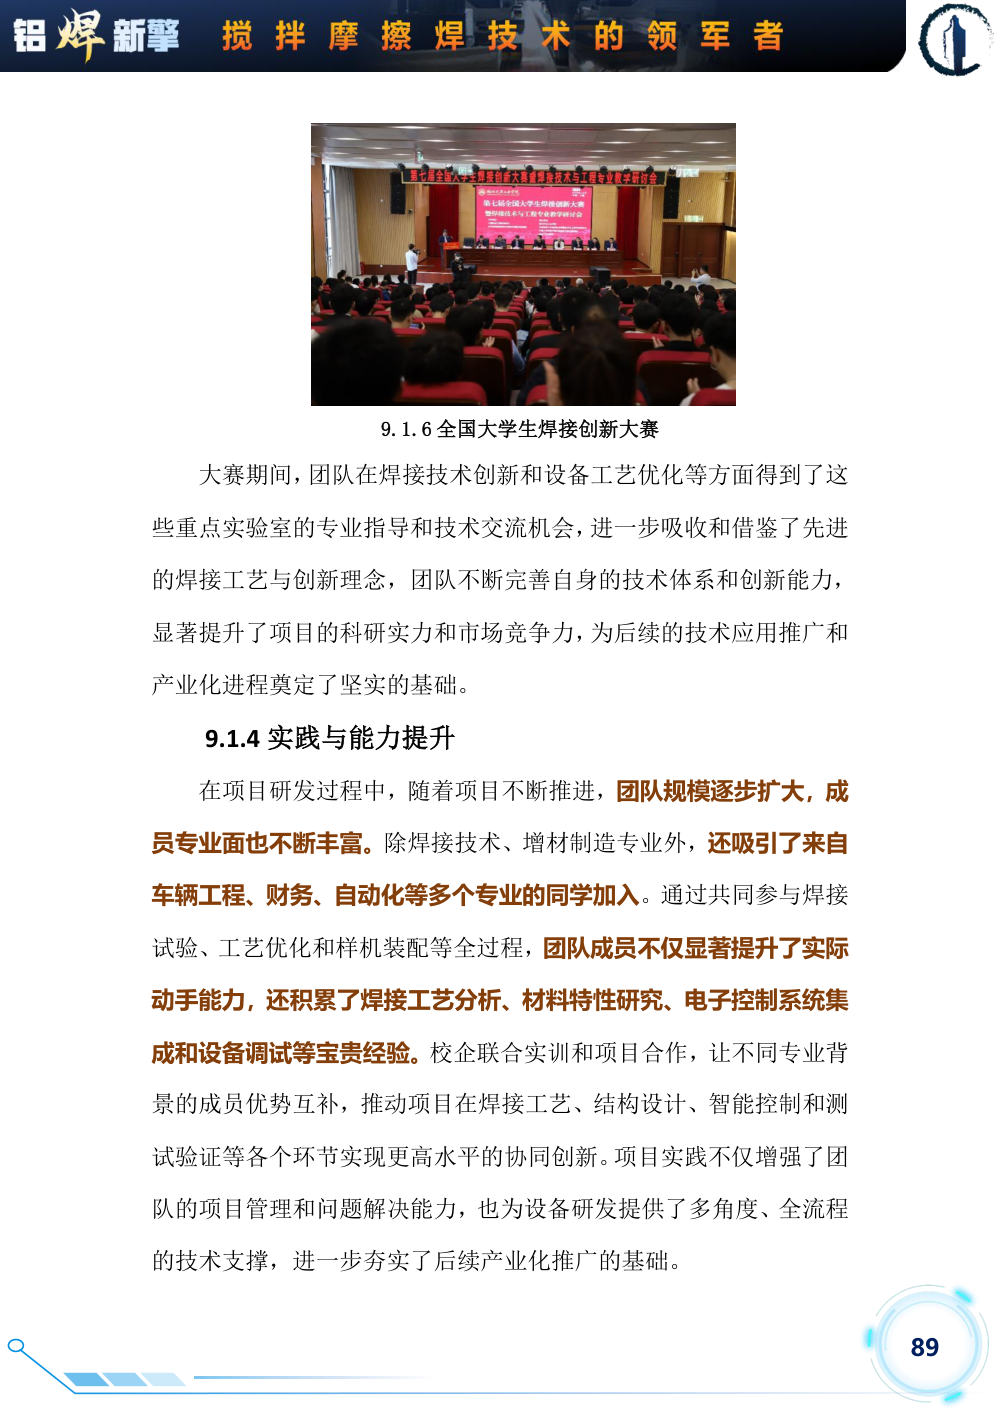 铝焊新擎 搅拌摩擦焊技术的领军者
第七届全国大学生焊接创新大赛暨焊接技术与工程专业教学研讨会
第七届全国大学生焊接创新大赛
暨焊接技术与工程专业教学研讨会
9.1.6 全国大学生焊接创新大赛
大赛期间，团队在焊接技术创新和设备工艺优化等方面得到了这
些重点实验室的专业指导和技术交流机会，进一步吸收和借鉴了先进
的焊接工艺与创新理念，团队不断完善自身的技术体系和创新能力，
显著提升了项目的科研实力和市场竞争力，为后续的技术应用推广和
产业化进程奠定了坚实的基础。
9.1.4 实践与能力提升
在项目研发过程中，随着项目不断推进，团队规模逐步扩大，成
员专业面也不断丰富。除焊接技术、增材制造专业外，还吸引了来自
车辆工程、财务、自动化等多个专业的同学加入。通过共同参与焊接
试验、工艺优化和样机装配等全过程，团队成员不仅显著提升了实际
动手能力，还积累了焊接工艺分析、材料特性研究、电子控制系统集
成和设备调试等宝贵经验。校企联合实训和项目合作，让不同专业背
景的成员优势互补，推动项目在焊接工艺、结构设计、智能控制和测
试验证等各个环节实现更高水平的协同创新。项目实践不仅增强了团
队的项目管理和问题解决能力，也为设备研发提供了多角度、全流程
的技术支撑，进一步夯实了后续产业化推广的基础。
89